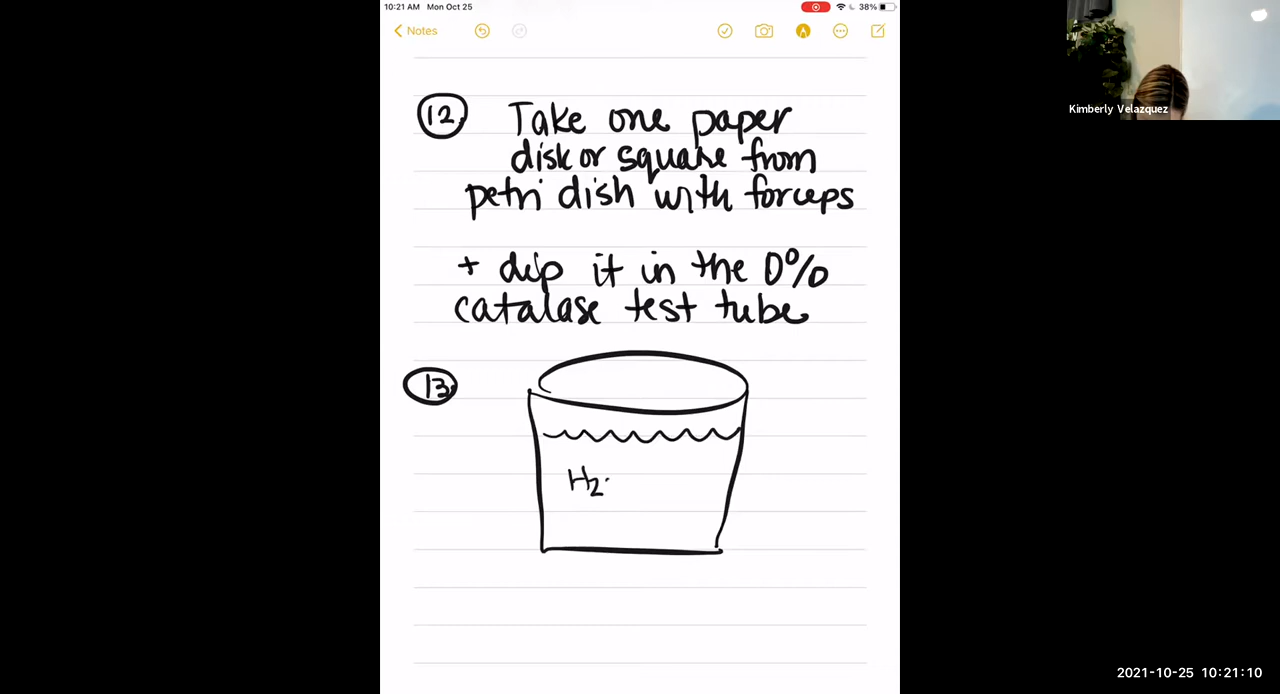 10:21 AM Mon Oct 25
38%
Notes
Kimberly Velazquez
12. Take one paper
disk or square from
petri dish with forceps
+ dip it in the 0%
catalase test tube
13.
H2
2021-10-25 10:21:10